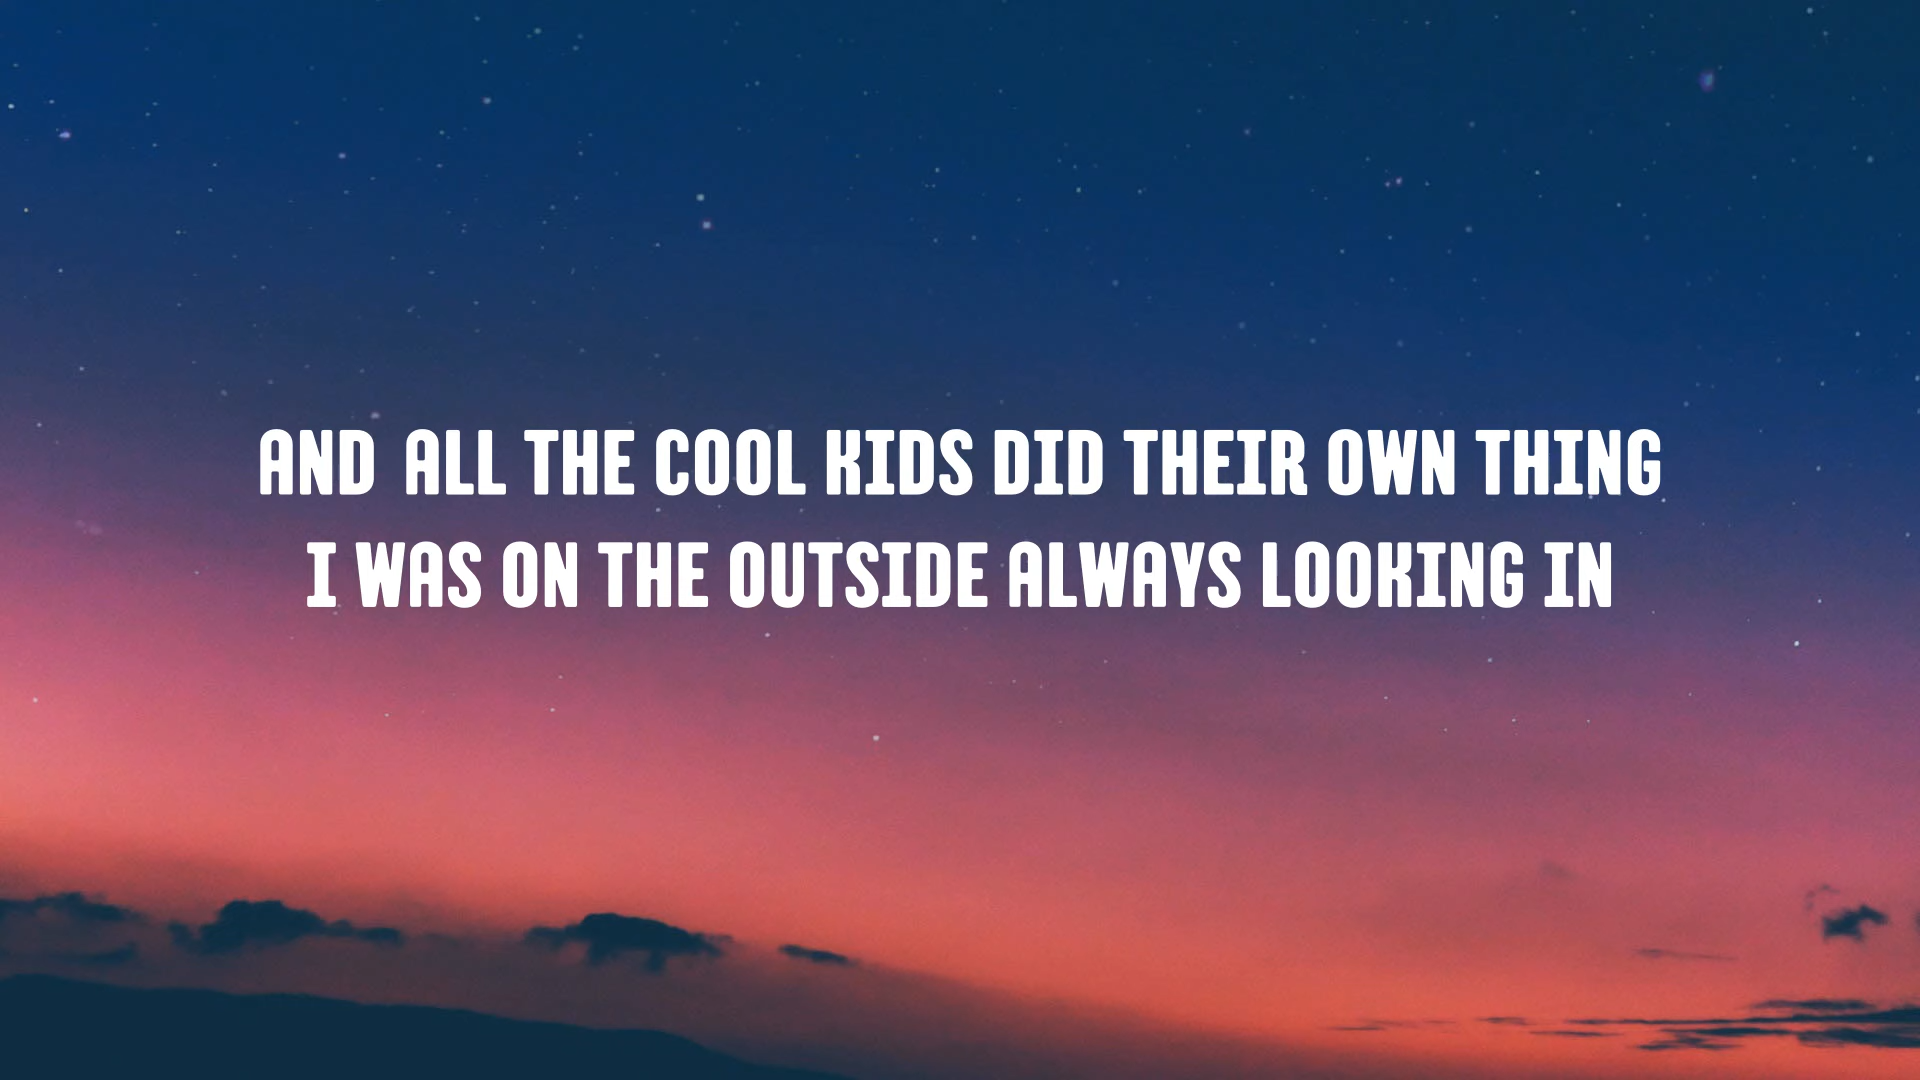 AND ALL THE COOL KIDS DID THEIR OWN THING
I WAS ON THE OUTSIDE ALWAYS LOOKING IN